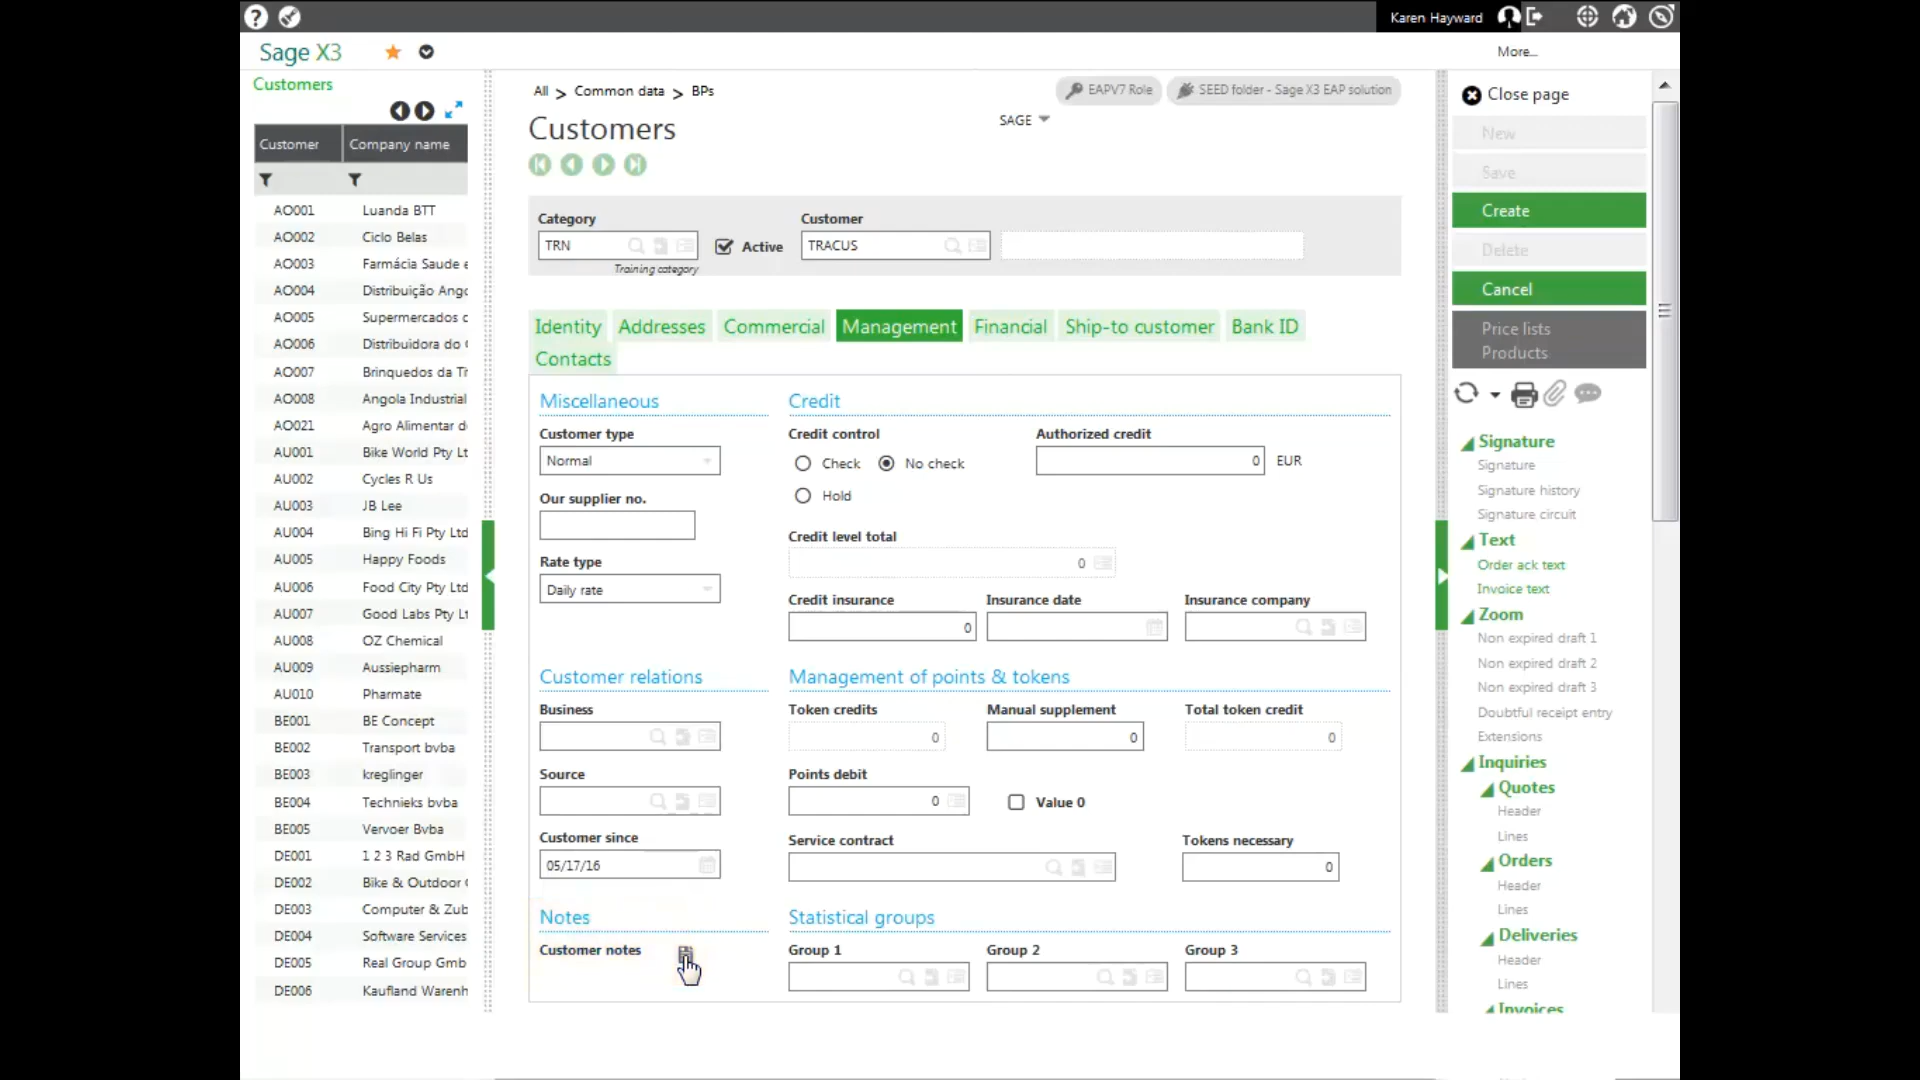 Karen Hayward
Sage X3
More...
Customers
Customer Company name
AO001 Luanda BTT
AO002 Ciclo Belas
AO003 Farmácia Saude e
AO004 Distribuição Ango
AO005 Supermercados c
AO006 Distribuidora do
AO007 Brinquedos da Tr
AO008 Angola Industrial
AO021 Agro Alimentar d
AU001 Bike World Pty Lt
AU002 Cycles R Us
AU003 JB Lee
AU004 Bing Hi Fi Pty Ltd
AU005 Happy Foods
AU006 Food City Pty Ltd
AU007 Good Labs Pty Lt
AU008 OZ Chemical
AU009 Aussiepharm
AU010 Pharmate
BE001 BE Concept
BE002 Transport bvba
BE003 kreglinger
BE004 Technieks bvba
BE005 Vervoer Bvba
DE001 1 2 3 Rad GmbH
DE002 Bike & Outdoor
DE003 Computer & Zub
DE004 Software Services
DE005 Real Group Gmb
DE006 Kaufland Warenh
All > Common data > BPs
EAPV7 Role
SEED folder - Sage X3 EAP solution
Customers
SAGE
Category
TRN
Training category
Active
Customer
TRACUS
Identity Addresses Commercial Management Financial Ship-to customer Bank ID
Contacts
Miscellaneous
Customer type
Normal
Our supplier no.
Rate type
Daily rate
Credit
Credit control
Check No check
Hold
Authorized credit
0 EUR
Credit level total
0
Credit insurance Insurance date Insurance company
0
Customer relations
Business
Source
Customer since
05/17/16
Management of points & tokens
Token credits Manual supplement Total token credit
0 0 0
Points debit
0 Value 0
Service contract Tokens necessary
0
Notes
Customer notes
Statistical groups
Group 1 Group 2 Group 3
Close page
New
Save
Create
Delete
Cancel
Price lists
Products
Signature
Signature
Signature history
Signature circuit
Text
Order ack text
Invoice text
Zoom
Non expired draft 1
Non expired draft 2
Non expired draft 3
Doubtful receipt entry
Extensions
Inquiries
Quotes
Header
Lines
Orders
Header
Lines
Deliveries
Header
Lines
Invoices